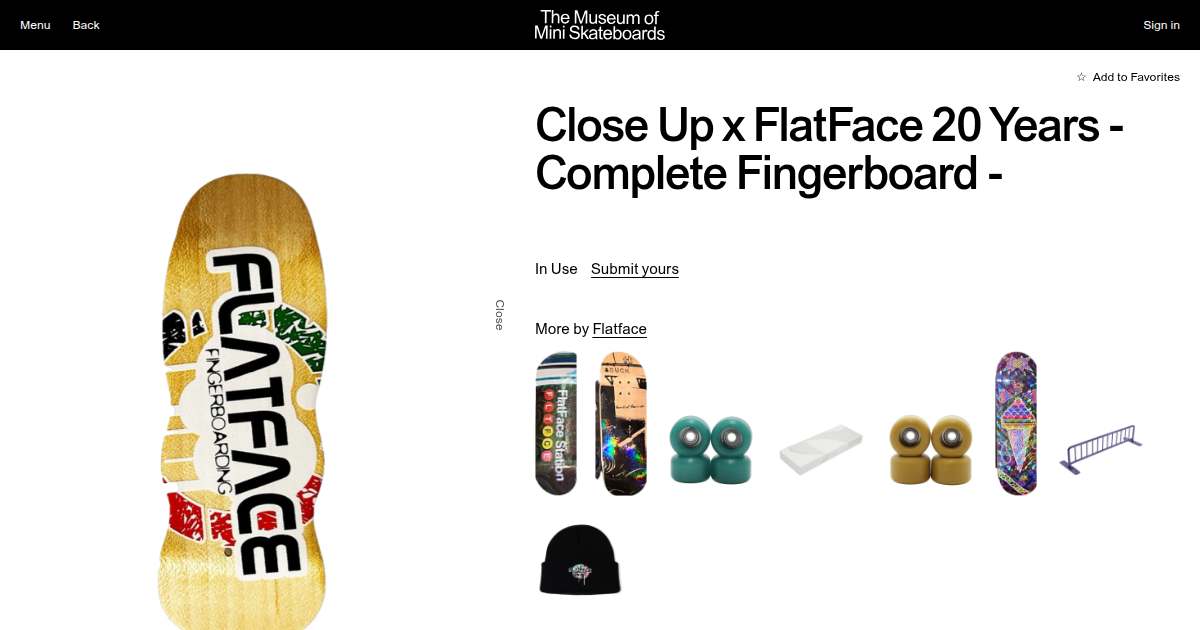 Menu
Back
The Museum of
Mini Skateboards
Sign in
☆ Add to Favorites
Close Up x FlatFace 20 Years -
Complete Fingerboard -
In Use
Submit yours
Close
More by Flatface
FLATFACE
FINGERBOARDING
FlatFace Station